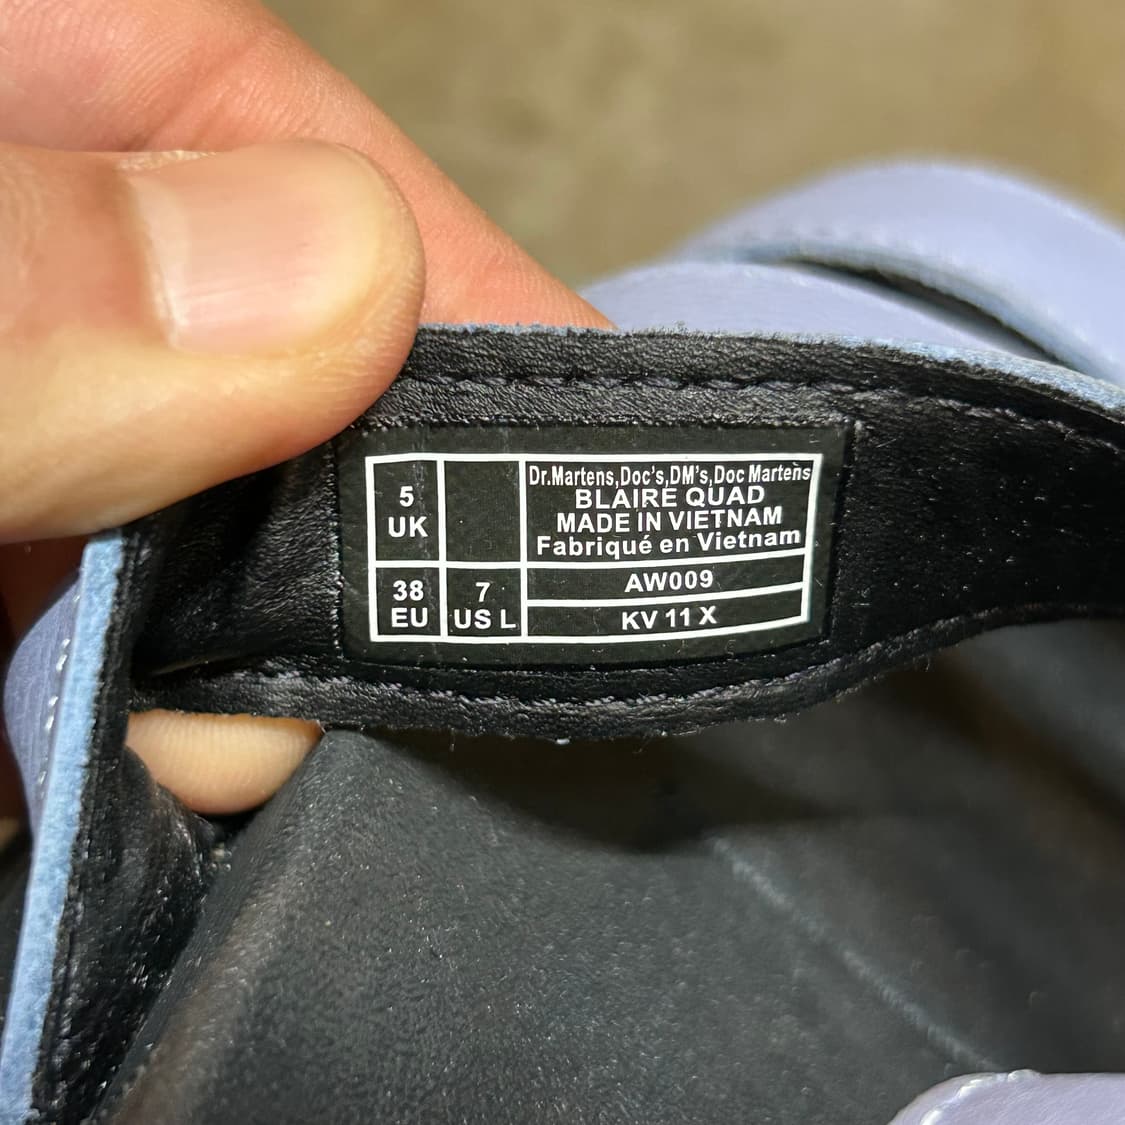 5
UK
38
EU
7
US L
Dr.Martens,Doc's,DM's,Doc Martens
BLAIRE QUAD
MADE IN VIETNAM
Fabriqué en Vietnam
AW009
KV 11 X